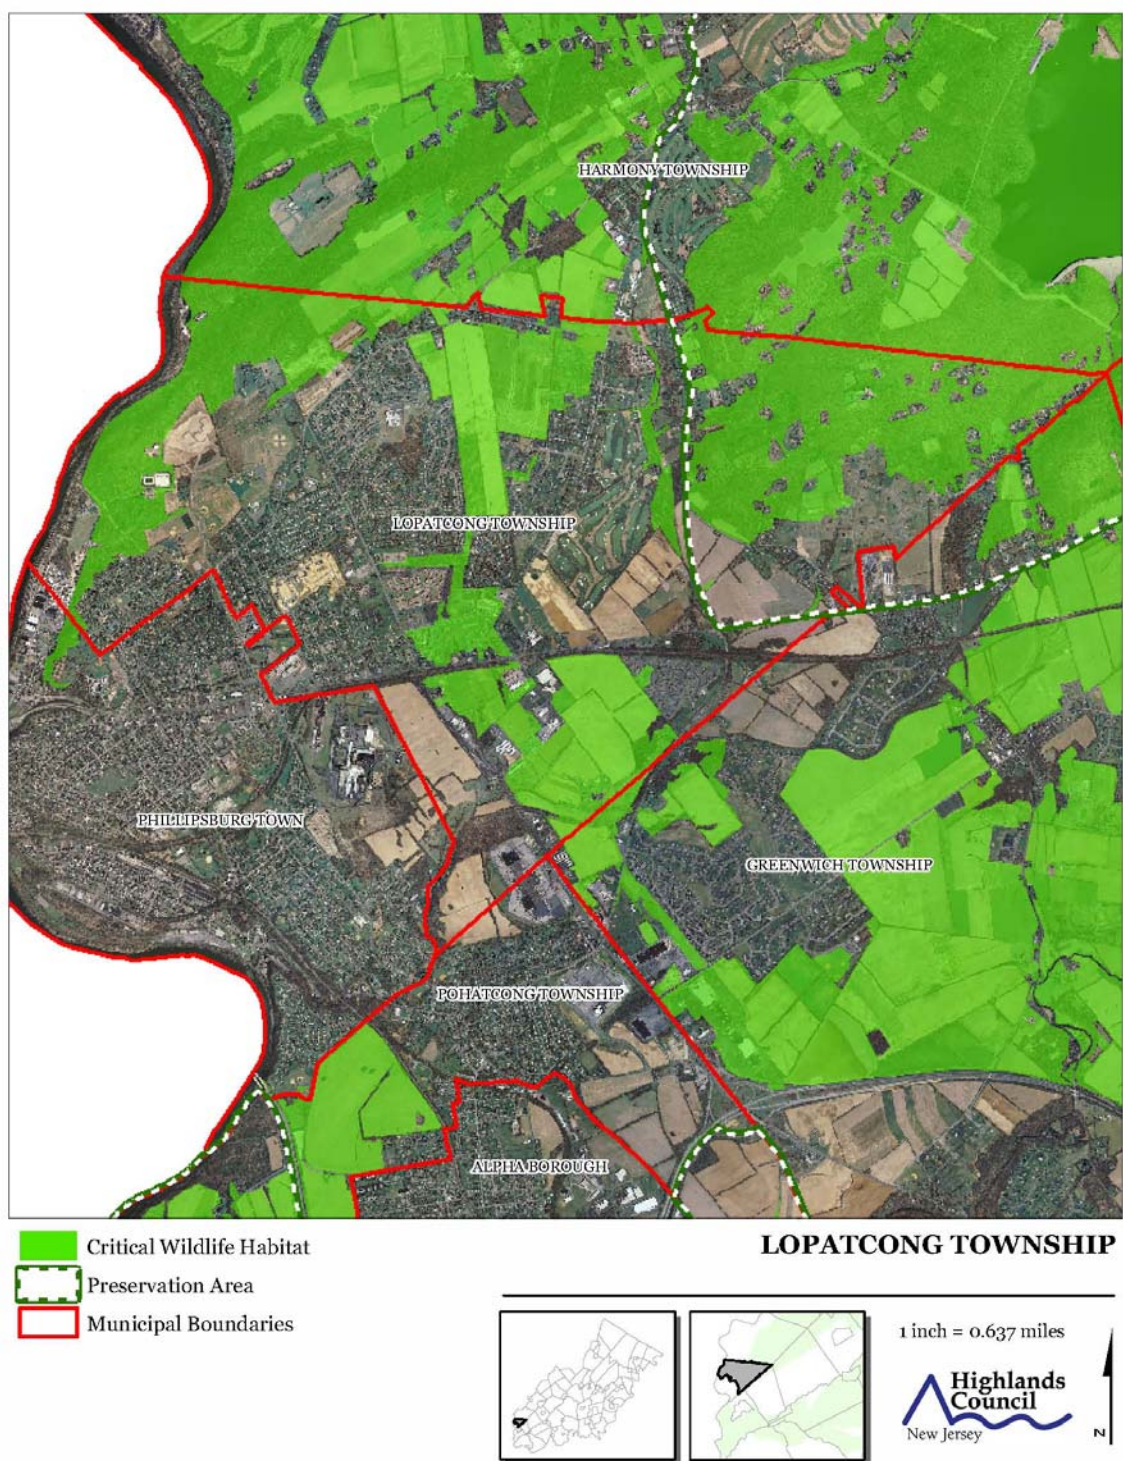 HARMONY TOWNSHIP
LOPATCONG TOWNSHIP
PHILLIPSBURG TOWN
GREENWICH TOWNSHIP
POHATCONG TOWNSHIP
ALPHA BOROUGH
Critical Wildlife Habitat
Preservation Area
Municipal Boundaries
LOPATCONG TOWNSHIP
1 inch = 0.637 miles
Highlands
Council
New Jersey
N